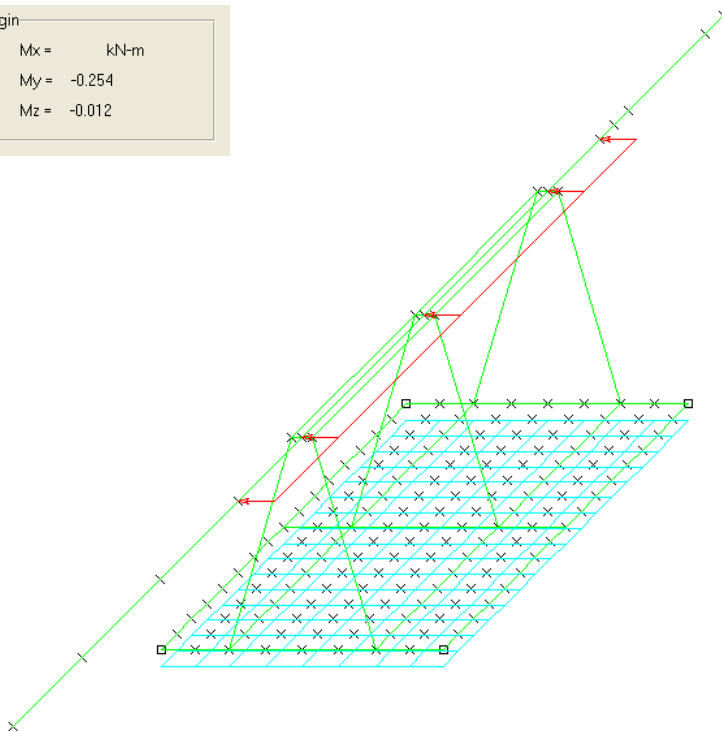 gin
Mx = kN-m
My = -0.254
Mz = -0.012